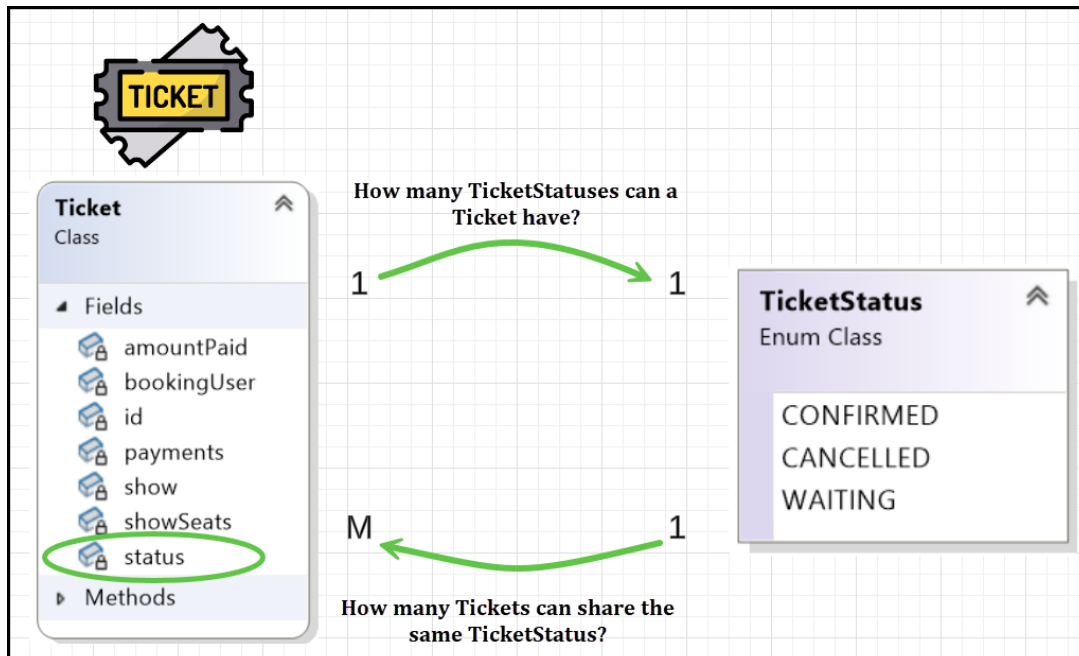 TICKET
Ticket
Class
Fields
amountPaid
bookingUser
id
payments
show
showSeats
status
Methods
How many TicketStatuses can a
Ticket have?
1
1
M
1
How many Tickets can share the
same TicketStatus?
TicketStatus
Enum Class
CONFIRMED
CANCELLED
WAITING